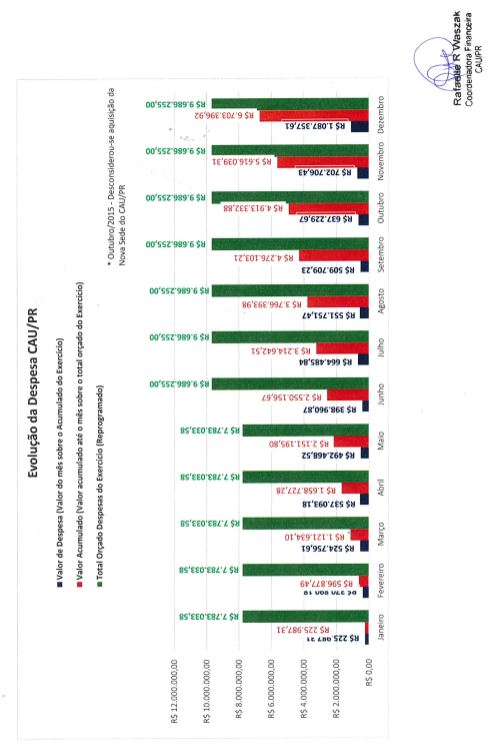 Evolução da Despesa CAU/PR
Valor de Despesa (Valor do mês sobre o Acumulado do Exercício)
Valor Acumulado (Valor acumulado até o mês sobre o total orçado do Exercício)
Total Orçado Despesas do Exercício (Reprogramado)
* Outubro/2015 - Desconsiderou-se aquisição da
Nova Sede do CAU/PR
R$ 12.000.000,00
R$ 10.000.000,00
R$ 8.000.000,00
R$ 6.000.000,00
R$ 4.000.000,00
R$ 2.000.000,00
R$ 0,00
R$ 225.987,31
R$ 225.987,31
R$ 7.783.033,58
Janeiro
R$ 596.877,49
R$ 7.783.033,58
Fevereiro
R$ 524.756,61
R$ 1.121.634,10
R$ 7.783.033,58
Março
R$ 537.093,18
R$ 1.658.727,28
R$ 7.783.033,58
Abril
R$ 492.468,52
R$ 2.151.195,80
R$ 7.783.033,58
Maio
R$ 398.960,87
R$ 2.550.156,67
R$ 9.686.255,00
Junho
R$ 664.485,84
R$ 3.214.642,51
R$ 9.686.255,00
Julho
R$ 551.751,47
R$ 3.766.393,98
R$ 9.686.255,00
Agosto
R$ 509.709,23
R$ 4.276.103,21
R$ 9.686.255,00
Setembro
R$ 637.229,67
R$ 4.913.332,88
R$ 9.686.255,00
Outubro
R$ 702.706,43
R$ 5.616.039,31
R$ 9.686.255,00
Novembro
R$ 1.087.357,61
R$ 6.703.396,92
R$ 9.686.255,00
Dezembro
Rafaelle R Waszak
Coordenadora Financeira
CAU/PR